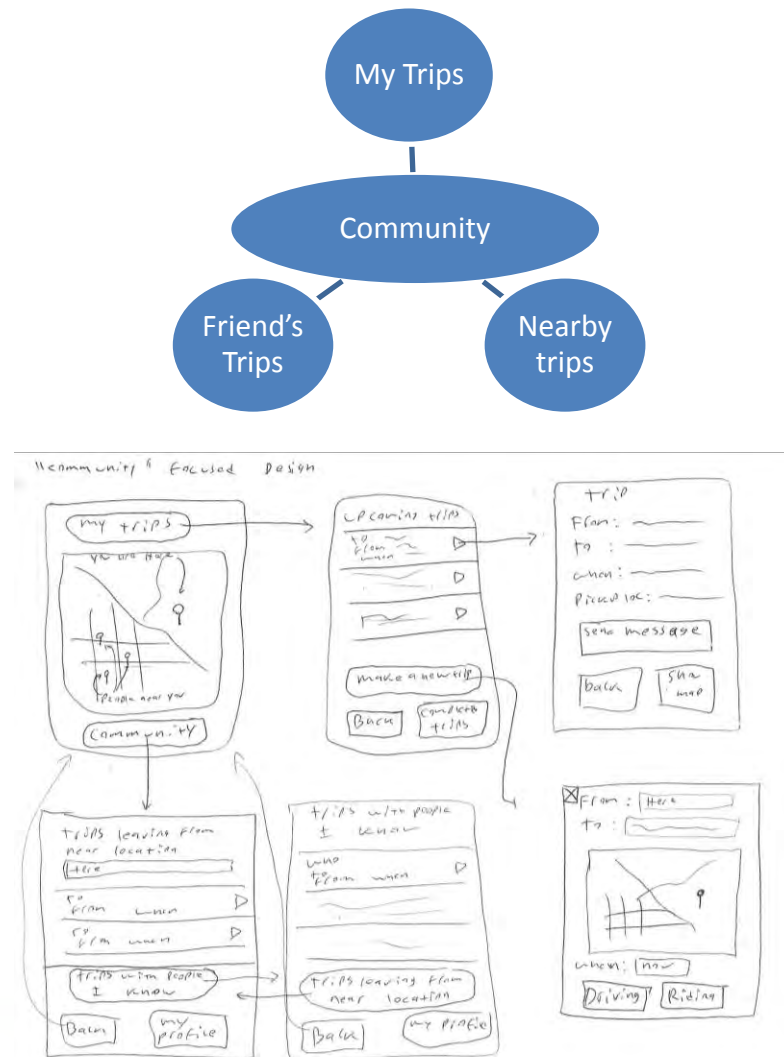 My Trips
Community
Friend's
Trips
Nearby
trips
"community" Focused Design
my trips
you are Here
People near you
Community
upcoming trips
to
from
when
make a new trip
Back
complete
trips
trip
From:
to:
when:
Pickup loc:
send message
back
map
trips leaving from
near location
Here
to
from when
to
from when
trips with people
I know
Back
my
profile
trips with people
I know
who
to
from when
trips leaving from
near location
Back
my profile
From: Here
to:
when: now
Driving
Riding